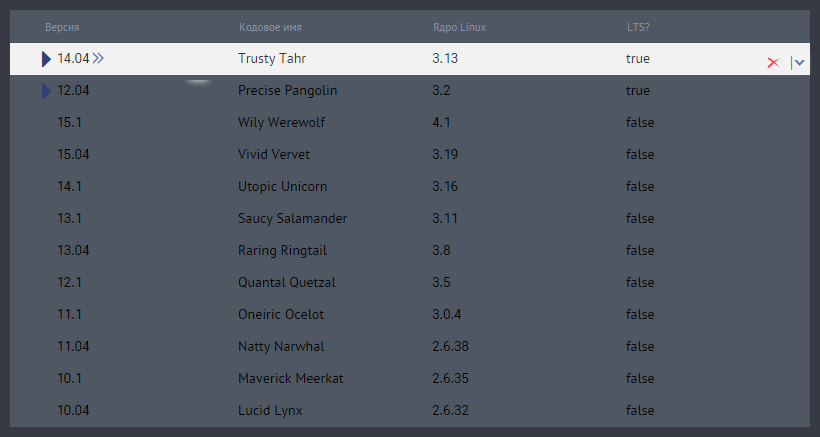 Версия Кодовое имя Ядро Linux LTS?
14.04 Trusty Tahr 3.13 true
12.04 Precise Pangolin 3.2 true
15.1 Wily Werewolf 4.1 false
15.04 Vivid Vervet 3.19 false
14.1 Utopic Unicorn 3.16 false
13.1 Saucy Salamander 3.11 false
13.04 Raring Ringtail 3.8 false
12.1 Quantal Quetzal 3.5 false
11.1 Oneiric Ocelot 3.0.4 false
11.04 Natty Narwhal 2.6.38 false
10.1 Maverick Meerkat 2.6.35 false
10.04 Lucid Lynx 2.6.32 false